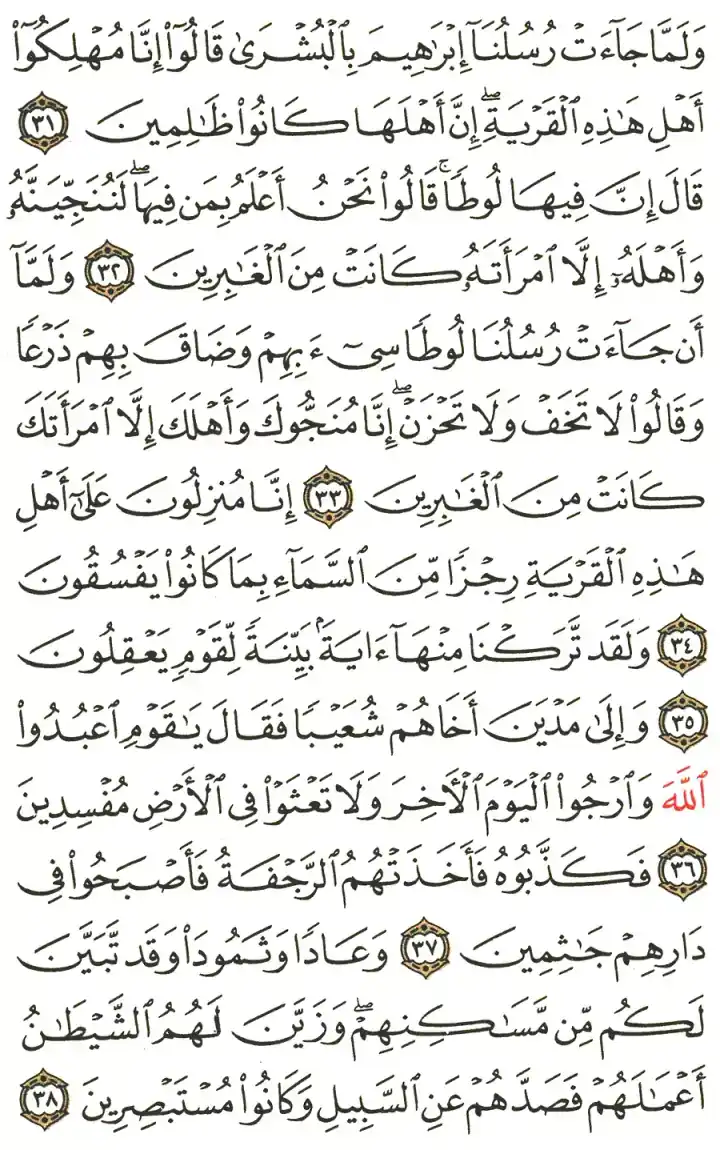 وَلَمَّا جَآءَتْ رُسُلُنَآ إِبْرَٰهِيمَ بِٱلْبُشْرَىٰ قَالُوٓا۟ إِنَّا مُهْلِكُوٓا۟
أَهْلِ هَٰذِهِ ٱلْقَرْيَةِ ۖ إِنَّ أَهْلَهَا كَانُوا۟ ظَٰلِمِينَ ٣١
قَالَ إِنَّ فِيهَا لُوطًا ۚ قَالُوا۟ نَحْنُ أَعْلَمُ بِمَن فِيهَا ۖ لَنُنَجِّيَنَّهُۥ
وَأَهْلَهُۥٓ إِلَّا ٱمْرَأَتَهُۥ كَانَتْ مِنَ ٱلْغَٰبِرِينَ ٣٢ وَلَمَّآ
أَن جَآءَتْ رُسُلُنَا لُوطًا سِىٓءَ بِهِمْ وَضَاقَ بِهِمْ ذَرْعًا
وَقَالُوا۟ لَا تَخَفْ وَلَا تَحْزَنْ ۖ إِنَّا مُنَجُّوكَ وَأَهْلَكَ إِلَّا ٱمْرَأَتَكَ
كَانَتْ مِنَ ٱلْغَٰبِرِينَ ٣٣ إِنَّا مُنزِلُونَ عَلَىٰٓ أَهْلِ
هَٰذِهِ ٱلْقَرْيَةِ رِجْزًا مِّنَ ٱلسَّمَآءِ بِمَا كَانُوا۟ يَفْسُقُونَ
٣٤ وَلَقَد تَّرَكْنَا مِنْهَآ ءَايَةًۢ بَيِّنَةً لِّقَوْمٍ يَعْقِلُونَ
٣٥ وَإِلَىٰ مَدْيَنَ أَخَاهُمْ شُعَيْبًا فَقَالَ يَٰقَوْمِ ٱعْبُدُوا۟
ٱللَّهَ وَٱرْجُوا۟ ٱلْيَوْمَ ٱلْءَاخِرَ وَلَا تَعْثَوْا۟ فِى ٱلْأَرْضِ مُفْسِدِينَ
٣٦ فَكَذَّبُوهُ فَأَخَذَتْهُمُ ٱلرَّجْفَةُ فَأَصْبَحُوا۟ فِى
دَارِهِمْ جَٰثِمِينَ ٣٧ وَعَادًا وَثَمُودَا۟ وَقَد تَّبَيَّنَ
لَكُم مِّن مَّسَٰكِنِهِمْ ۖ وَزَيَّنَ لَهُمُ ٱلشَّيْطَٰنُ
أَعْمَٰلَهُمْ فَصَدَّهُمْ عَنِ ٱلسَّبِيلِ وَكَانُوا۟ مُسْتَبْصِرِينَ ٣٨